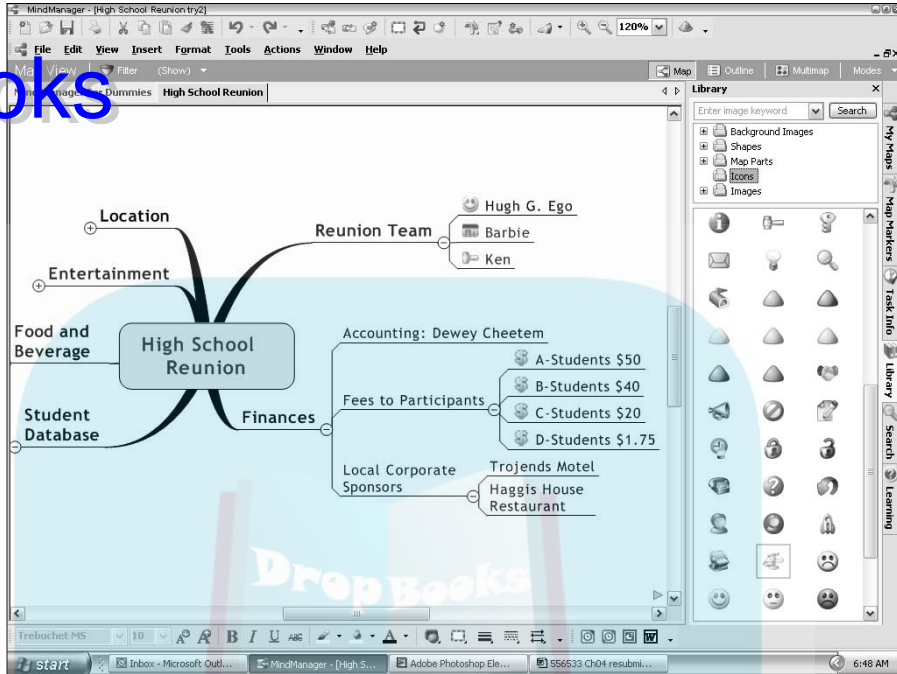 MindManager - [High School Reunion try2]
120%
File Edit View Insert Format Tools Actions Window Help
Map View Filter (Show)
Map Outline Multimap Modes
oks
MindManager for Dummies High School Reunion
Library
Enter image keyword Search
Background Images
Shapes
Map Parts
Icons
Images
My Maps
Map Markers
Task Info
Library
Search
Learning
Location
Entertainment
Food and
Beverage
Student
Database
High School
Reunion
Reunion Team
Hugh G. Ego
Barbie
Ken
Finances
Accounting: Dewey Cheetem
Fees to Participants
A-Students $50
B-Students $40
C-Students $20
D-Students $1.75
Local Corporate
Sponsors
Trojends Motel
Haggis House
Restaurant
DropBooks
Trebuchet MS 10 B I U ABC A
start Inbox - Microsoft Outl... MindManager - [High S... Adobe Photoshop Ele... 556533 Ch04 resubmi... 6:48 AM